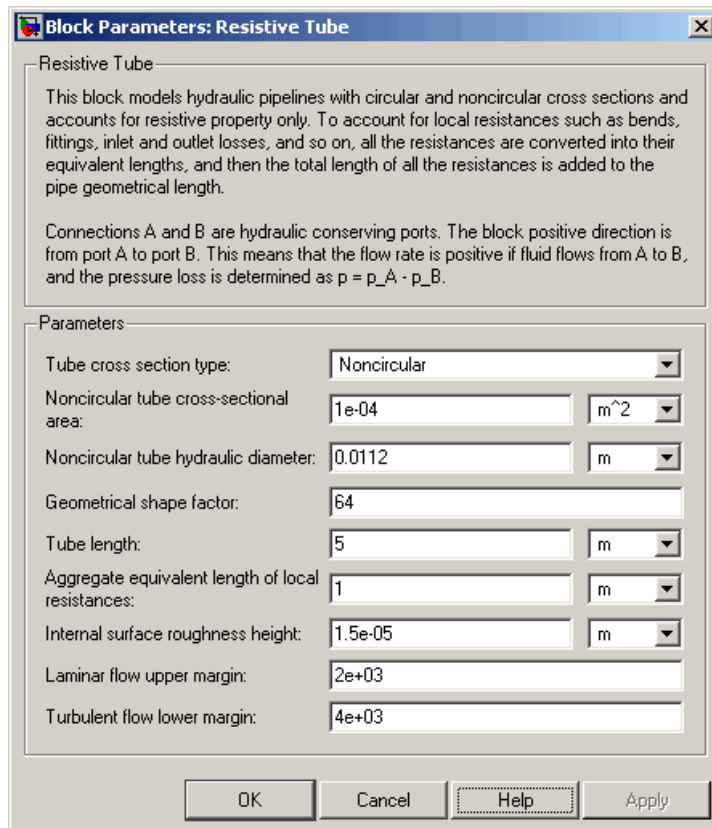 Block Parameters: Resistive Tube
Resistive Tube
This block models hydraulic pipelines with circular and noncircular cross sections and
accounts for resistive property only. To account for local resistances such as bends,
fittings, inlet and outlet losses, and so on, all the resistances are converted into their
equivalent lengths, and then the total length of all the resistances is added to the
pipe geometrical length.
Connections A and B are hydraulic conserving ports. The block positive direction is
from port A to port B. This means that the flow rate is positive if fluid flows from A to B,
and the pressure loss is determined as p = p_A - p_B.
Parameters
Tube cross section type: Noncircular
Noncircular tube cross-sectional
area: 1e-04 m^2
Noncircular tube hydraulic diameter: 0.0112 m
Geometrical shape factor: 64
Tube length: 5 m
Aggregate equivalent length of local
resistances: 1 m
Internal surface roughness height: 1.5e-05 m
Laminar flow upper margin: 2e+03
Turbulent flow lower margin: 4e+03
OK Cancel Help Apply